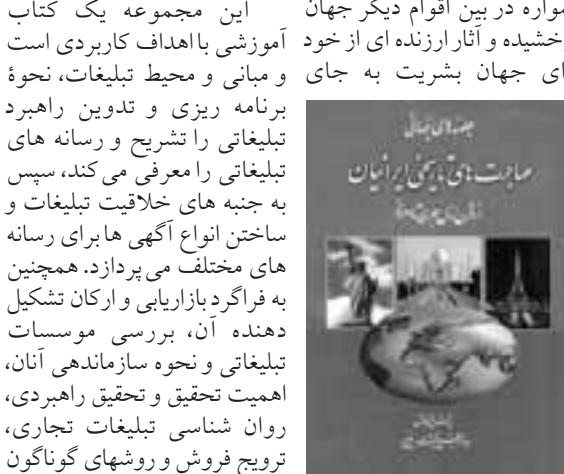 همواره در بین اقوام دیگر جهان
درخشیده و آثار ارزنده ای از خود
برای جهان بشریت به جای
مهاجرت های تاریخی ایرانیان
این مجموعه یک کتاب
آموزشی با اهداف کاربردی است
و مبانی و محیط تبلیغات، نحوۀ
برنامه ریزی و تدوین راهبرد
تبلیغاتی را تشریح و رسانه های
تبلیغاتی را معرفی می کند، سپس
به جنبه های خلاقیت تبلیغات و
ساختن انواع آگهی ها برای رسانه
های مختلف می پردازد. همچنین
به فراگرد بازاریابی و ارکان تشکیل
دهنده آن، بررسی موسسات
تبلیغاتی و نحوه سازماندهی آنان،
اهمیت تحقیق و تحقیق راهبردی،
روان شناسی تبلیغات تجاری،
ترویج فروش و روشهای گوناگون